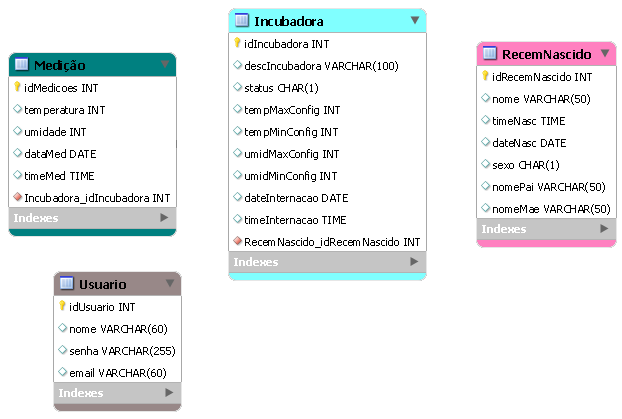 Medição
idMedicoes INT
temperatura INT
umidade INT
dataMed DATE
timeMed TIME
Incubadora_idIncubadora INT
Indexes
Incubadora
idIncubadora INT
descIncubadora VARCHAR(100)
status CHAR(1)
tempMaxConfig INT
tempMinConfig INT
umidMaxConfig INT
umidMinConfig INT
dateInternacao DATE
timeInternacao TIME
RecemNascido_idRecemNascido INT
Indexes
RecemNascido
idRecemNascido INT
nome VARCHAR(50)
timeNasc TIME
dateNasc DATE
sexo CHAR(1)
nomePai VARCHAR(50)
nomeMae VARCHAR(50)
Indexes
Usuario
idUsuario INT
nome VARCHAR(60)
senha VARCHAR(255)
email VARCHAR(60)
Indexes